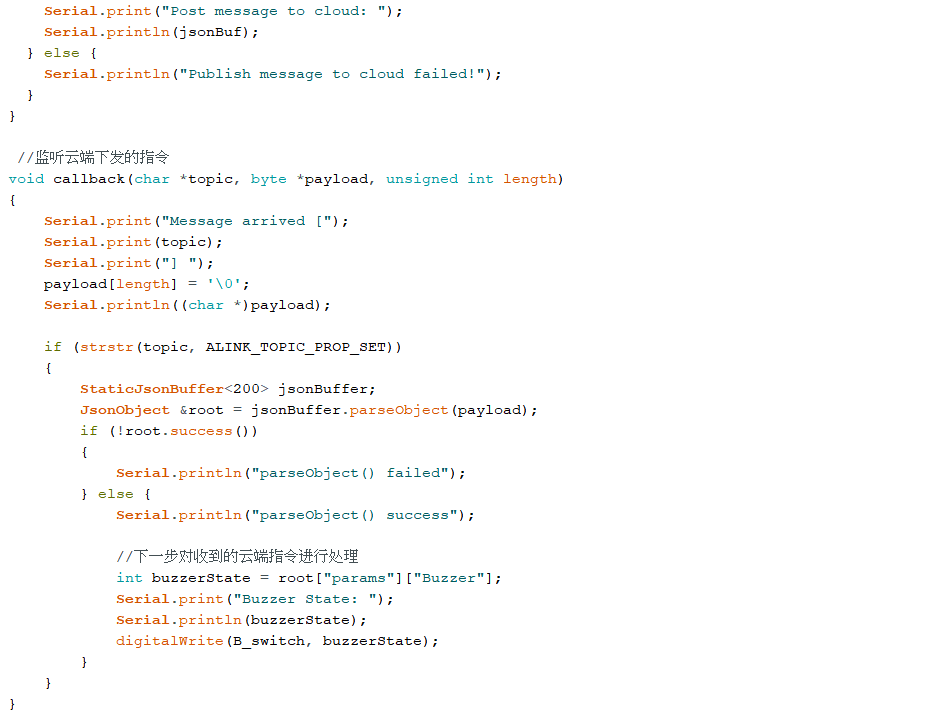 Serial.print("Post message to cloud: ");
Serial.println(jsonBuf);
} else {
Serial.println("Publish message to cloud failed!");
}
}
//监听云端下发的指令
void callback(char *topic, byte *payload, unsigned int length)
{
Serial.print("Message arrived [");
Serial.print(topic);
Serial.print("] ");
payload[length] = '\0';
Serial.println((char *)payload);
if (strstr(topic, ALINK_TOPIC_PROP_SET))
{
StaticJsonBuffer<200> jsonBuffer;
JsonObject &root = jsonBuffer.parseObject(payload);
if (!root.success())
{
Serial.println("parseObject() failed");
} else {
Serial.println("parseObject() success");
//下一步对收到的云端指令进行处理
int buzzerState = root["params"]["Buzzer"];
Serial.print("Buzzer State: ");
Serial.println(buzzerState);
digitalWrite(B_switch, buzzerState);
}
}
}